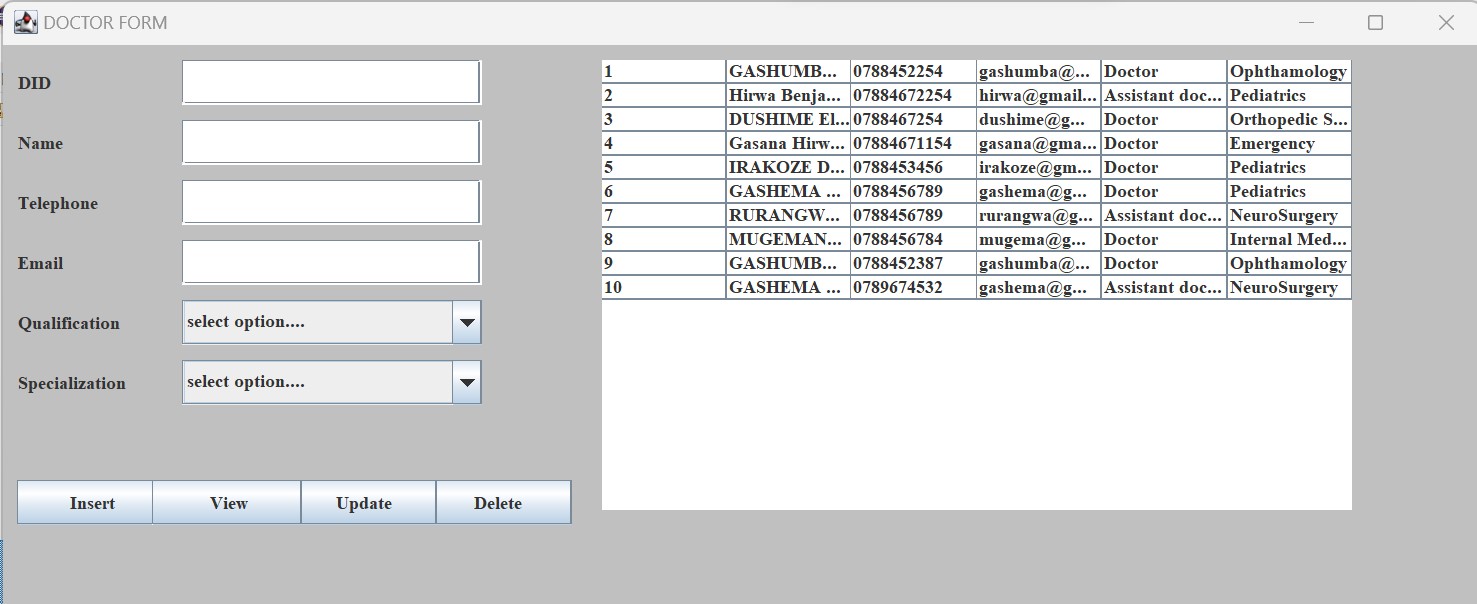 DOCTOR FORM
DID
Name
Telephone
Email
Qualification select option....
Specialization select option....
Insert View Update Delete
1 GASHUMB... 0788452254 gashumba@... Doctor Ophthamology
2 Hirwa Benja... 07884672254 hirwa@gmail... Assistant doc... Pediatrics
3 DUSHIME El... 0788467254 dushime@g... Doctor Orthopedic S...
4 Gasana Hirw... 07884671154 gasana@gma... Doctor Emergency
5 IRAKOZE D... 0788453456 irakoze@gm... Doctor Pediatrics
6 GASHEMA ... 0788456789 gashema@g... Doctor Pediatrics
7 RURANGW... 0788456789 rurangwa@g... Assistant doc... NeuroSurgery
8 MUGEMAN... 0788456784 mugema@g... Doctor Internal Med...
9 GASHUMB... 0788452387 gashumba@... Doctor Ophthamology
10 GASHEMA ... 0789674532 gashema@g... Assistant doc... NeuroSurgery